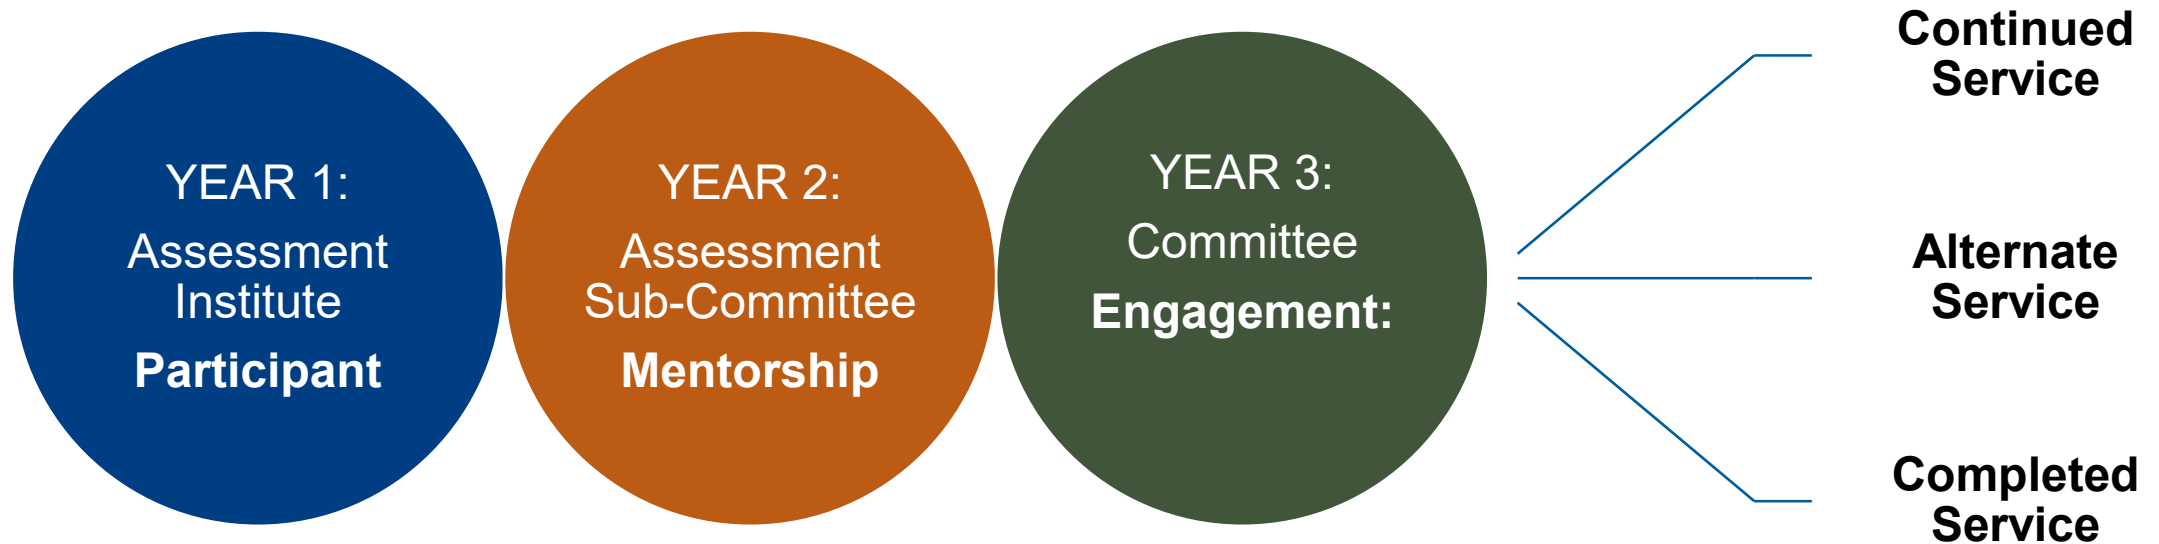 YEAR 1:
Assessment
Institute
Participant
YEAR 2:
Assessment
Sub-Committee
Mentorship
YEAR 3:
Committee
Engagement:
Continued
Service
Alternate
Service
Completed
Service